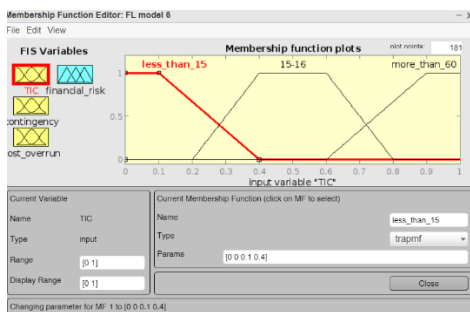 Membership Function Editor: FL model 6
File Edit View
FIS Variables
Membership function plots
plot points: 181
TIC financial_risk
contingency
cost_overrun
less_than_15 15-16 more_than_60
1
0.5
0
0 0.1 0.2 0.3 0.4 0.5 0.6 0.7 0.8 0.9 1
input variable "TIC"
Current Variable
Name TIC
Type input
Range [0 1]
Display Range [0 1]
Current Membership Function (click on MF to select)
Name less_than_15
Type trapmf
Params [0 0 0.1 0.4]
Close
Changing parameter for MF 1 to [0 0 0.1 0.4]